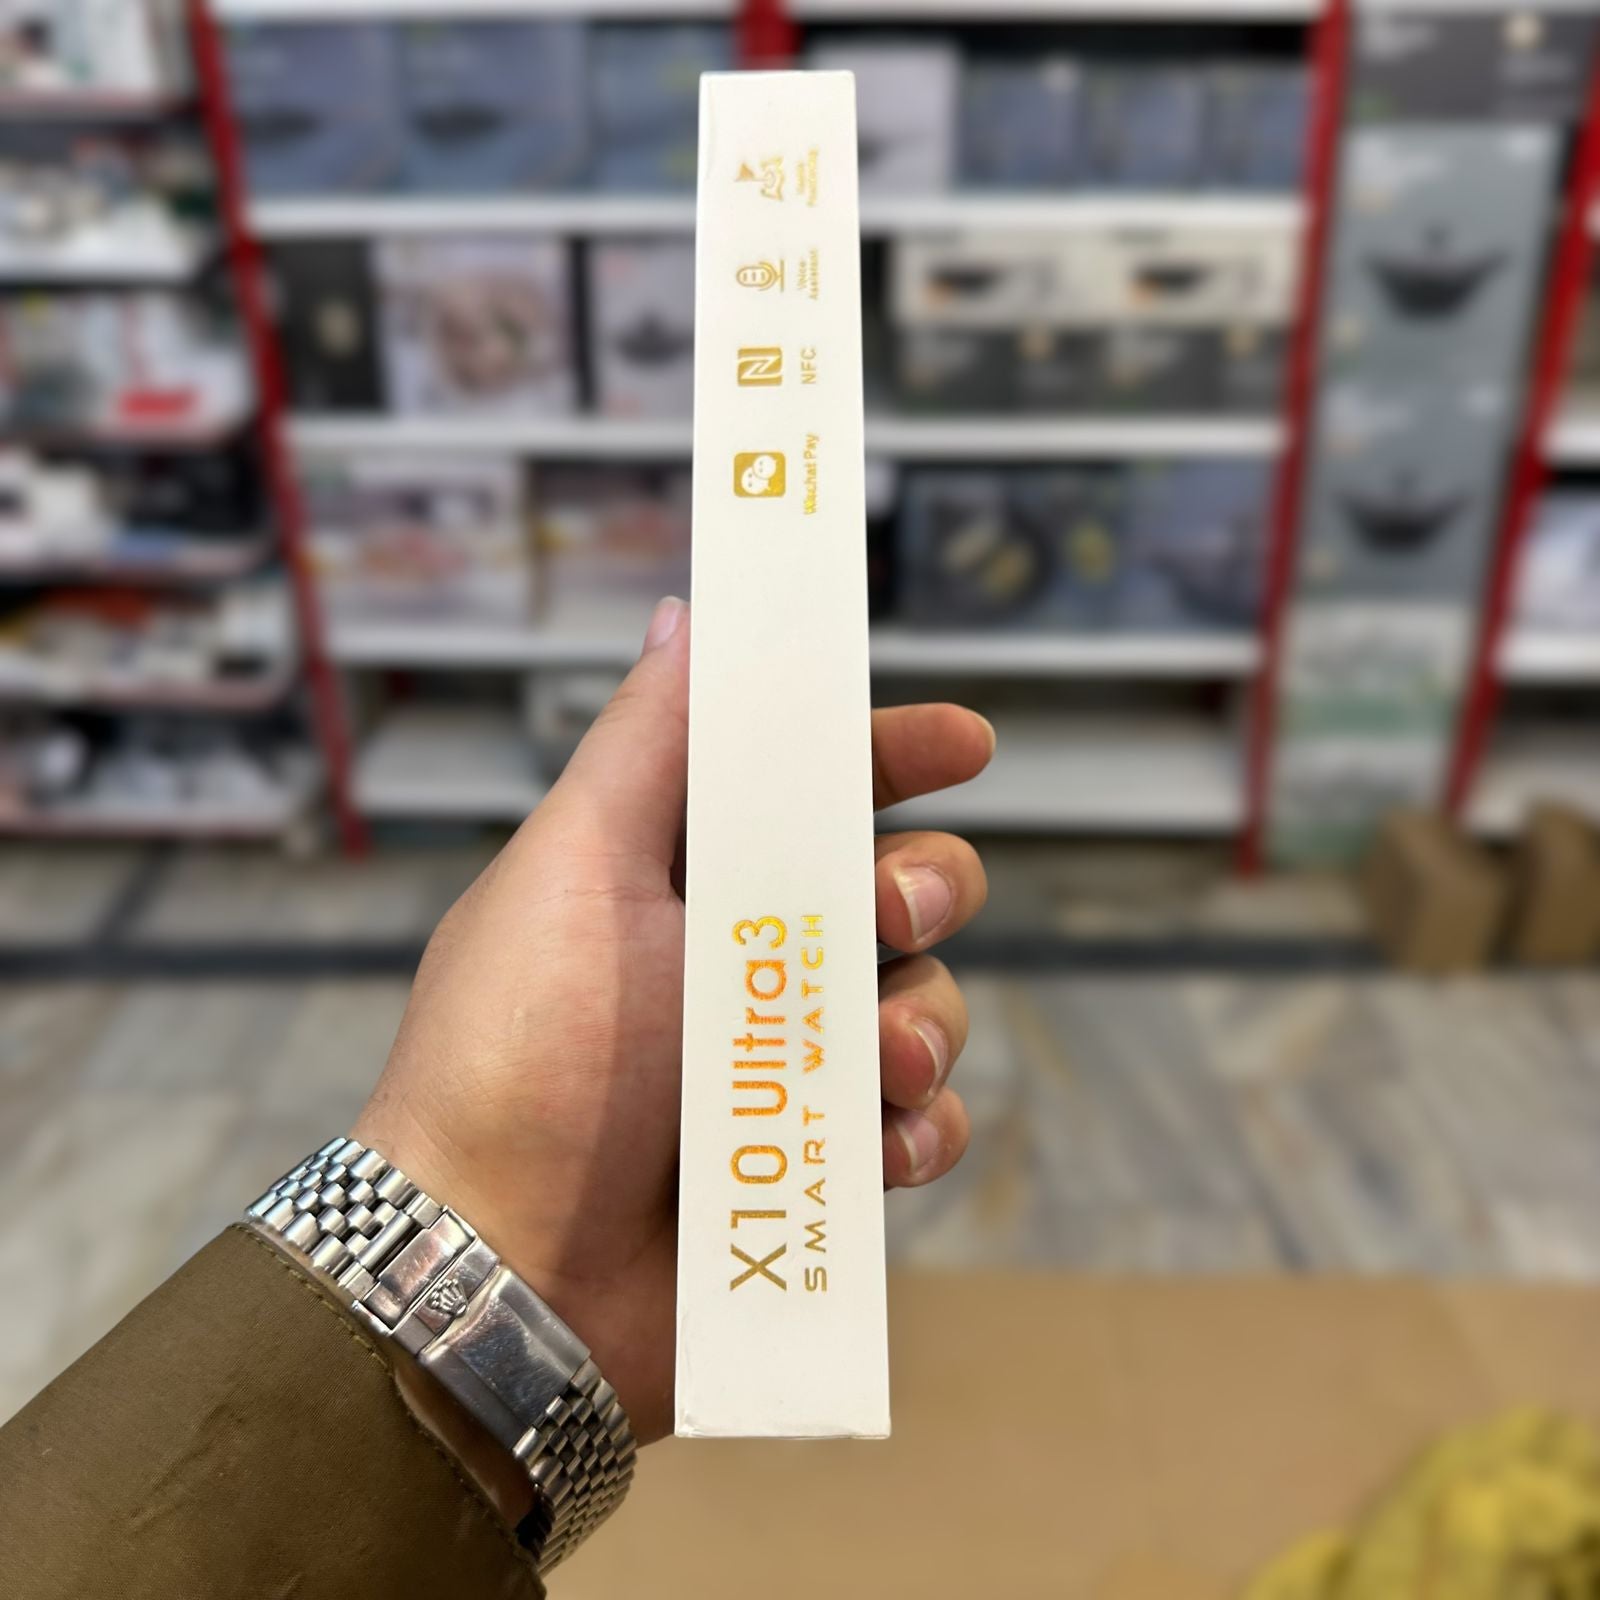 X10 Ultra3
SMART WATCH
Wechat Pay
NFC
Voice
Assistant